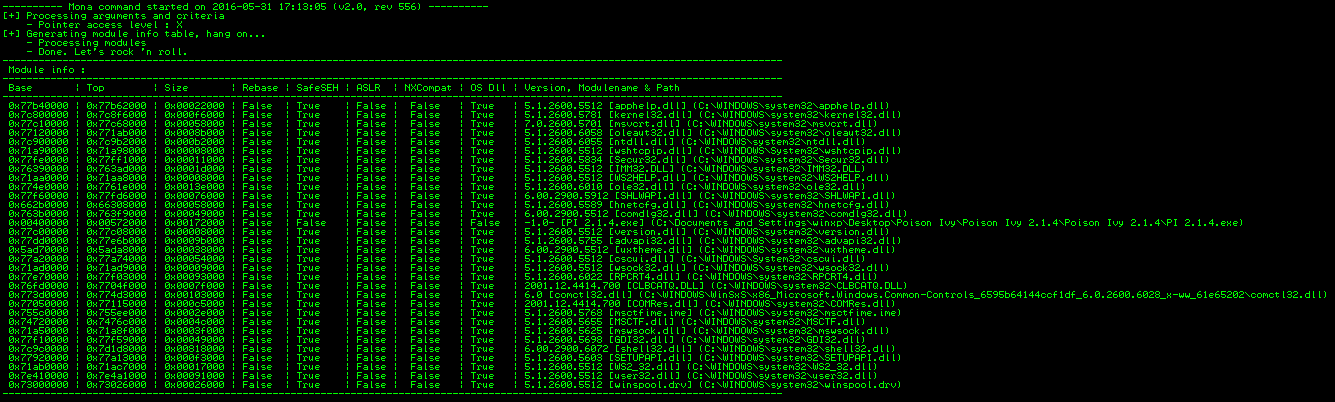 ---------- Mona command started on 2016-05-31 17:13:05 (v2.0, rev 556) ----------
[+] Processing arguments and criteria
    - Pointer access level : X
[+] Generating module info table, hang on...
    - Processing modules
    - Done. Let's rock 'n roll.
-----------------------------------------------------------------------------------------------------------------------------------
 Module info :
-----------------------------------------------------------------------------------------------------------------------------------
 Base       | Top        | Size       | Rebase | SafeSEH | ASLR  | NXCompat | OS Dll | Version, Modulename & Path
-----------------------------------------------------------------------------------------------------------------------------------
 0x77b40000 | 0x77b62000 | 0x00022000 | False  | True    | False |  False   | True   | 5.1.2600.5512 [apphelp.dll] (C:\WINDOWS\system32\apphelp.dll)
 0x7c800000 | 0x7c8f6000 | 0x000f6000 | False  | True    | False |  False   | True   | 5.1.2600.5781 [kernel32.dll] (C:\WINDOWS\system32\kernel32.dll)
 0x77c10000 | 0x77c68000 | 0x00058000 | False  | True    | False |  False   | True   | 7.0.2600.5701 [msvcrt.dll] (C:\WINDOWS\system32\msvcrt.dll)
 0x77120000 | 0x771ab000 | 0x0008b000 | False  | True    | False |  False   | True   | 5.1.2600.6058 [oleaut32.dll] (C:\WINDOWS\system32\oleaut32.dll)
 0x7c900000 | 0x7c9b2000 | 0x000b2000 | False  | True    | False |  False   | True   | 5.1.2600.6055 [ntdll.dll] (C:\WINDOWS\system32\ntdll.dll)
 0x71a90000 | 0x71a98000 | 0x00008000 | False  | True    | False |  False   | True   | 5.1.2600.5512 [wshtcpip.dll] (C:\WINDOWS\System32\wshtcpip.dll)
 0x77fe0000 | 0x77ff1000 | 0x00011000 | False  | True    | False |  False   | True   | 5.1.2600.5834 [Secur32.dll] (C:\WINDOWS\system32\Secur32.dll)
 0x76390000 | 0x763ad000 | 0x0001d000 | False  | True    | False |  False   | True   | 5.1.2600.5512 [IMM32.DLL] (C:\WINDOWS\system32\IMM32.DLL)
 0x71aa0000 | 0x71aa8000 | 0x00008000 | False  | True    | False |  False   | True   | 5.1.2600.5512 [WS2HELP.dll] (C:\WINDOWS\system32\WS2HELP.dll)
 0x774e0000 | 0x7761e000 | 0x0013e000 | False  | True    | False |  False   | True   | 5.1.2600.6010 [ole32.dll] (C:\WINDOWS\system32\ole32.dll)
 0x77f60000 | 0x77fd6000 | 0x00076000 | False  | True    | False |  False   | True   | 6.00.2900.5912 [SHLWAPI.dll] (C:\WINDOWS\system32\SHLWAPI.dll)
 0x662b0000 | 0x66308000 | 0x00058000 | False  | True    | False |  False   | True   | 5.1.2600.5589 [hnetcfg.dll] (C:\WINDOWS\system32\hnetcfg.dll)
 0x763b0000 | 0x763f9000 | 0x00049000 | False  | True    | False |  False   | True   | 6.00.2900.5512 [comdlg32.dll] (C:\WINDOWS\system32\comdlg32.dll)
 0x00400000 | 0x00572000 | 0x00172000 | False  | False   | False |  False   | False  | -1.0- [PI 2.1.4.exe] (C:\Documents and Settings\winxp\Desktop\Poison Ivy\Poison Ivy 2.1.4\Poison Ivy 2.1.4\PI 2.1.4.exe)
 0x77c00000 | 0x77c08000 | 0x00008000 | False  | True    | False |  False   | True   | 5.1.2600.5512 [version.dll] (C:\WINDOWS\system32\version.dll)
 0x77dd0000 | 0x77e6b000 | 0x0009b000 | False  | True    | False |  False   | True   | 5.1.2600.5755 [advapi32.dll] (C:\WINDOWS\system32\advapi32.dll)
 0x5ad70000 | 0x5ada8000 | 0x00038000 | False  | True    | False |  False   | True   | 6.00.2900.5512 [uxtheme.dll] (C:\WINDOWS\system32\uxtheme.dll)
 0x77a20000 | 0x77a74000 | 0x00054000 | False  | True    | False |  False   | True   | 5.1.2600.5512 [cscui.dll] (C:\WINDOWS\System32\cscui.dll)
 0x71ad0000 | 0x71ad9000 | 0x00009000 | False  | True    | False |  False   | True   | 5.1.2600.5512 [wsock32.dll] (C:\WINDOWS\system32\wsock32.dll)
 0x77e70000 | 0x77f03000 | 0x00093000 | False  | True    | False |  False   | True   | 5.1.2600.6022 [RPCRT4.dll] (C:\WINDOWS\system32\RPCRT4.dll)
 0x76fd0000 | 0x7704f000 | 0x0007f000 | False  | True    | False |  False   | True   | 2001.12.4414.700 [CLBCATQ.DLL] (C:\WINDOWS\system32\CLBCATQ.DLL)
 0x773d0000 | 0x774d3000 | 0x00103000 | False  | True    | False |  False   | True   | 6.0 [comctl32.dll] (C:\WINDOWS\WinSxS\x86_Microsoft.Windows.Common-Controls_6595b64144ccf1df_6.0.2600.6028_x-ww_61e65202\comctl32.dll)
 0x77050000 | 0x77115000 | 0x000c5000 | False  | True    | False |  False   | True   | 2001.12.4414.700 [COMRes.dll] (C:\WINDOWS\system32\COMRes.dll)
 0x755c0000 | 0x755ee000 | 0x0002e000 | False  | True    | False |  False   | True   | 5.1.2600.5768 [msctfime.ime] (C:\WINDOWS\system32\msctfime.ime)
 0x74720000 | 0x7476c000 | 0x0004c000 | False  | True    | False |  False   | True   | 5.1.2600.5655 [MSCTF.dll] (C:\WINDOWS\system32\MSCTF.dll)
 0x71a50000 | 0x71a8f000 | 0x0003f000 | False  | True    | False |  False   | True   | 5.1.2600.5625 [mswsock.dll] (C:\WINDOWS\system32\mswsock.dll)
 0x77f10000 | 0x77f59000 | 0x00049000 | False  | True    | False |  False   | True   | 5.1.2600.5698 [GDI32.dll] (C:\WINDOWS\system32\GDI32.dll)
 0x7c9c0000 | 0x7d1d8000 | 0x00818000 | False  | True    | False |  False   | True   | 6.00.2900.6072 [shell32.dll] (C:\WINDOWS\system32\shell32.dll)
 0x77920000 | 0x77a13000 | 0x000f3000 | False  | True    | False |  False   | True   | 5.1.2600.5603 [SETUPAPI.dll] (C:\WINDOWS\system32\SETUPAPI.dll)
 0x71ab0000 | 0x71ac7000 | 0x00017000 | False  | True    | False |  False   | True   | 5.1.2600.5512 [WS2_32.dll] (C:\WINDOWS\system32\WS2_32.dll)
 0x7e410000 | 0x7e4a1000 | 0x00091000 | False  | True    | False |  False   | True   | 5.1.2600.5512 [user32.dll] (C:\WINDOWS\system32\user32.dll)
 0x73000000 | 0x73026000 | 0x00026000 | False  | True    | False |  False   | True   | 5.1.2600.5512 [winspool.drv] (C:\WINDOWS\system32\winspool.drv)
-----------------------------------------------------------------------------------------------------------------------------------